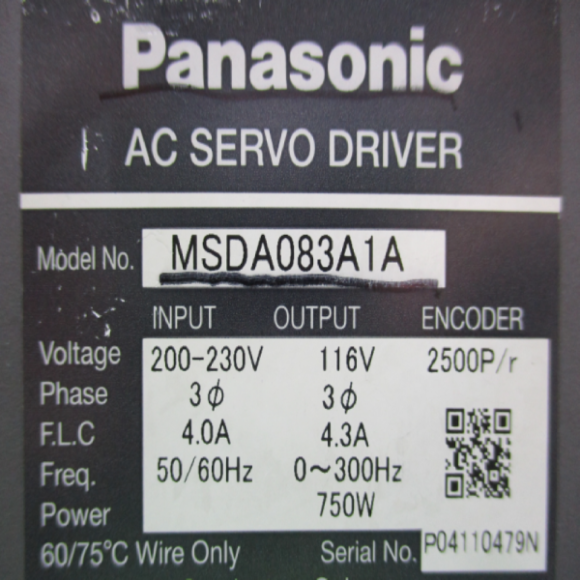 Panasonic
AC SERVO DRIVER
Model No. MSDA083A1A
INPUT OUTPUT ENCODER
Voltage 200-230V 116V 2500P/r
Phase 3ϕ 3ϕ
F.L.C 4.0A 4.3A
Freq. 50/60Hz 0~300Hz
Power 750W
60/75°C Wire Only Serial No. P04110479N